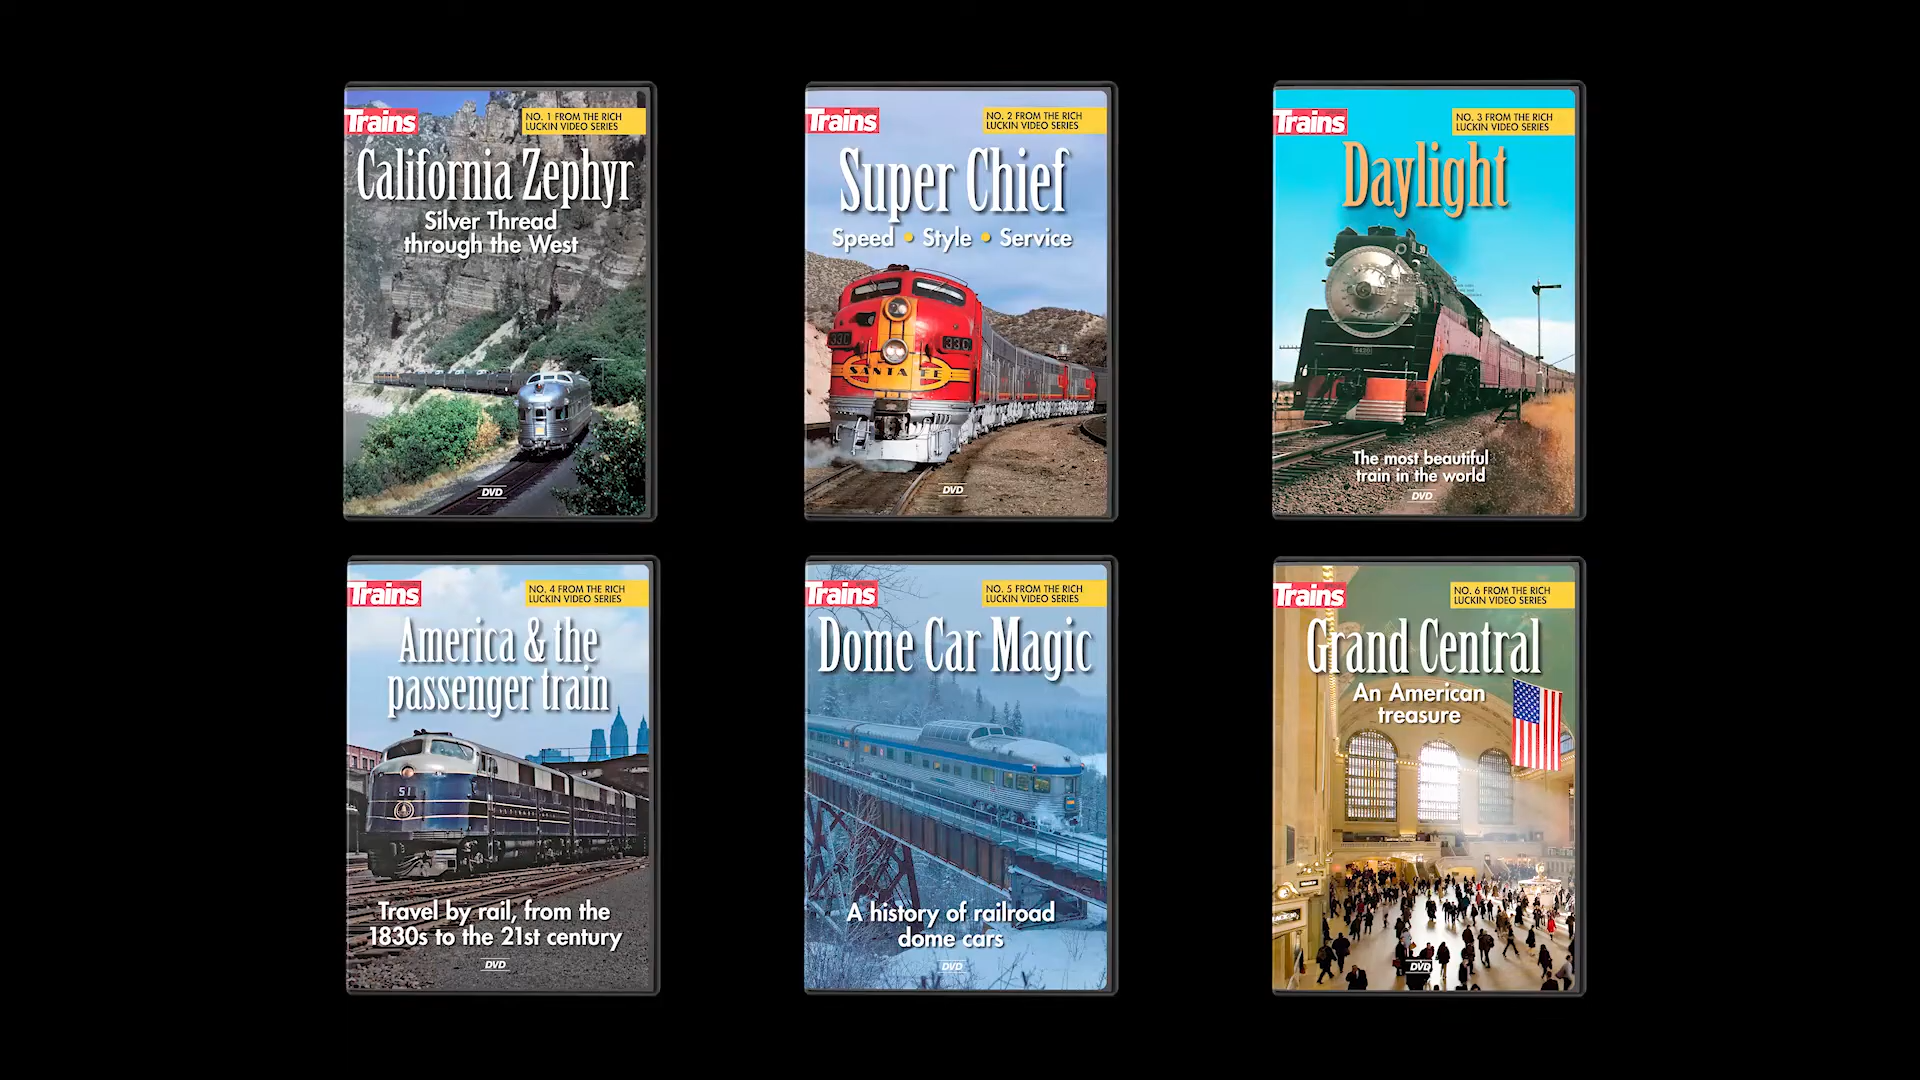 Trains
NO. 1 FROM THE RICH
LUCKIN VIDEO SERIES
California Zephyr
Silver Thread
through the West
DVD
Trains
NO. 2 FROM THE RICH
LUCKIN VIDEO SERIES
Super Chief
Speed • Style • Service
33C
33C
SANTA FE
DVD
Trains
NO. 3 FROM THE RICH
LUCKIN VIDEO SERIES
Daylight
The most beautiful
train in the world
DVD
Trains
NO. 4 FROM THE RICH
LUCKIN VIDEO SERIES
America & the
passenger train
51
Travel by rail, from the
1830s to the 21st century
DVD
Trains
NO. 5 FROM THE RICH
LUCKIN VIDEO SERIES
Dome Car Magic
A history of railroad
dome cars
DVD
Trains
NO. 6 FROM THE RICH
LUCKIN VIDEO SERIES
Grand Central
An American
treasure
DVD